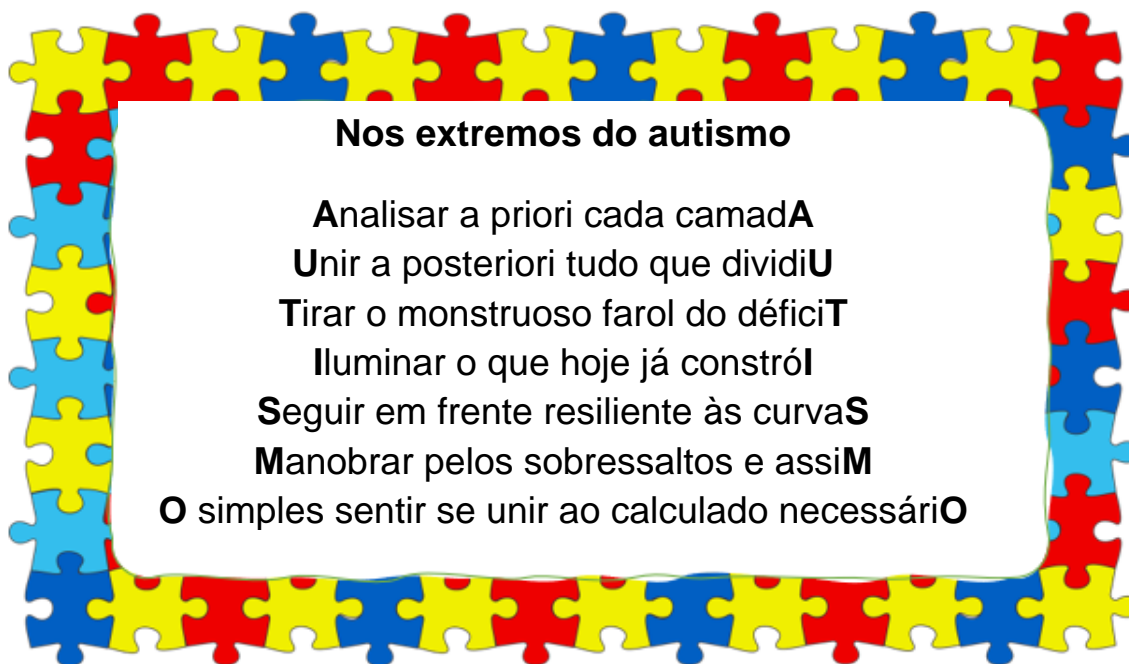 Nos extremos do autismo
Analisar a priori cada camadA
Unir a posteriori tudo que dividiU
Tirar o monstruoso farol do déficiT
Iluminar o que hoje já constróI
Seguir em frente resiliente às curvaS
Manobrar pelos sobressaltos e assiM
O simples sentir se unir ao calculado necessáriO